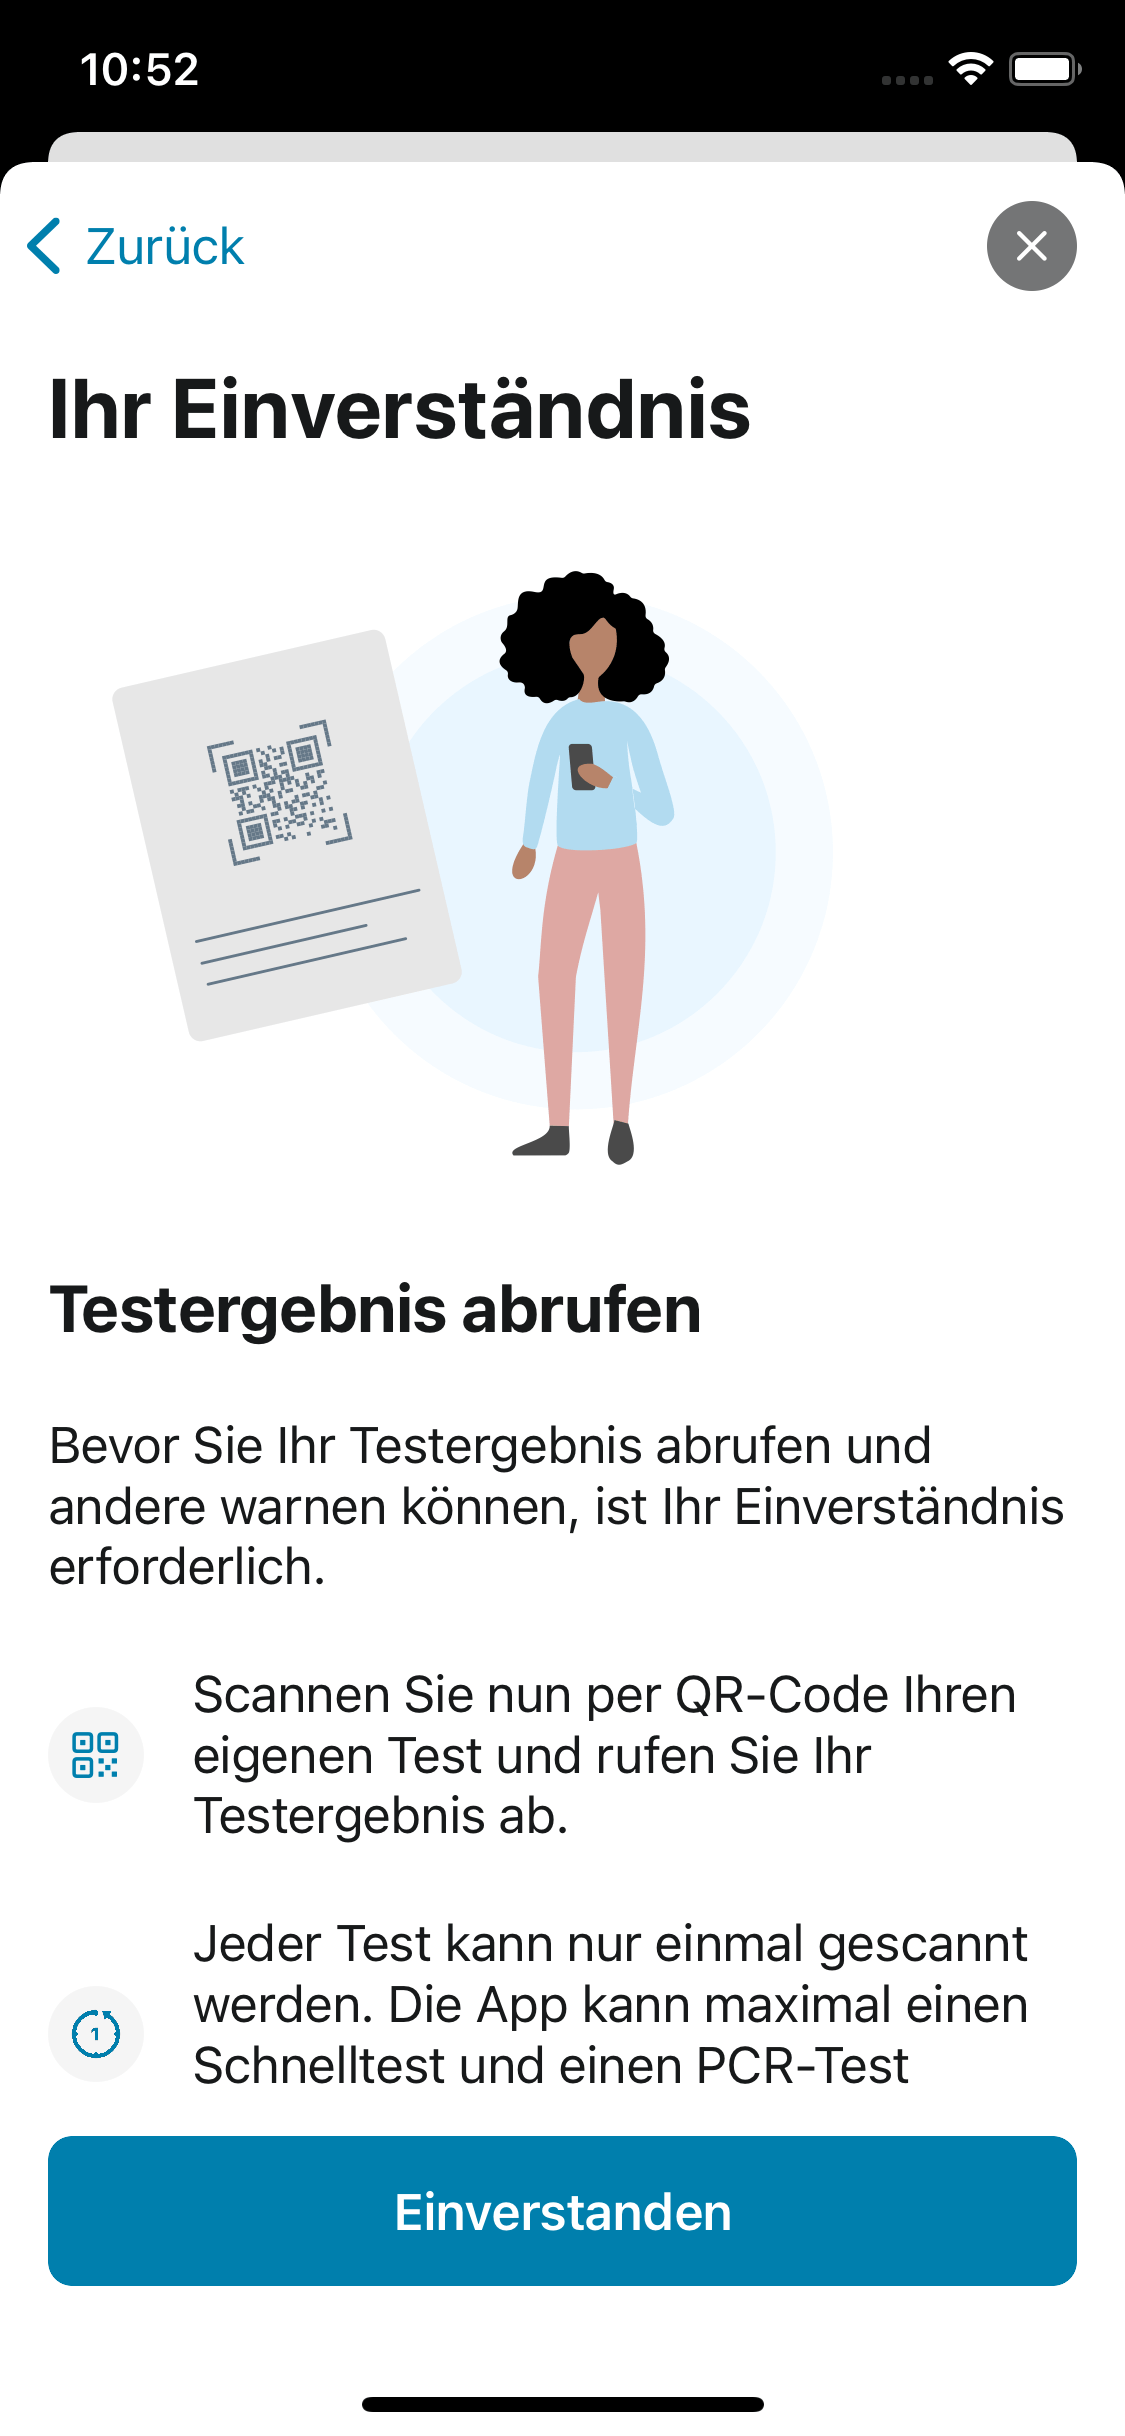 10:52
Zurück
Ihr Einverständnis
Testergebnis abrufen
Bevor Sie Ihr Testergebnis abrufen und
andere warnen können, ist Ihr Einverständnis
erforderlich.
Scannen Sie nun per QR-Code Ihren
eigenen Test und rufen Sie Ihr
Testergebnis ab.
Jeder Test kann nur einmal gescannt
werden. Die App kann maximal einen
1
Schnelltest und einen PCR-Test
Einverstanden